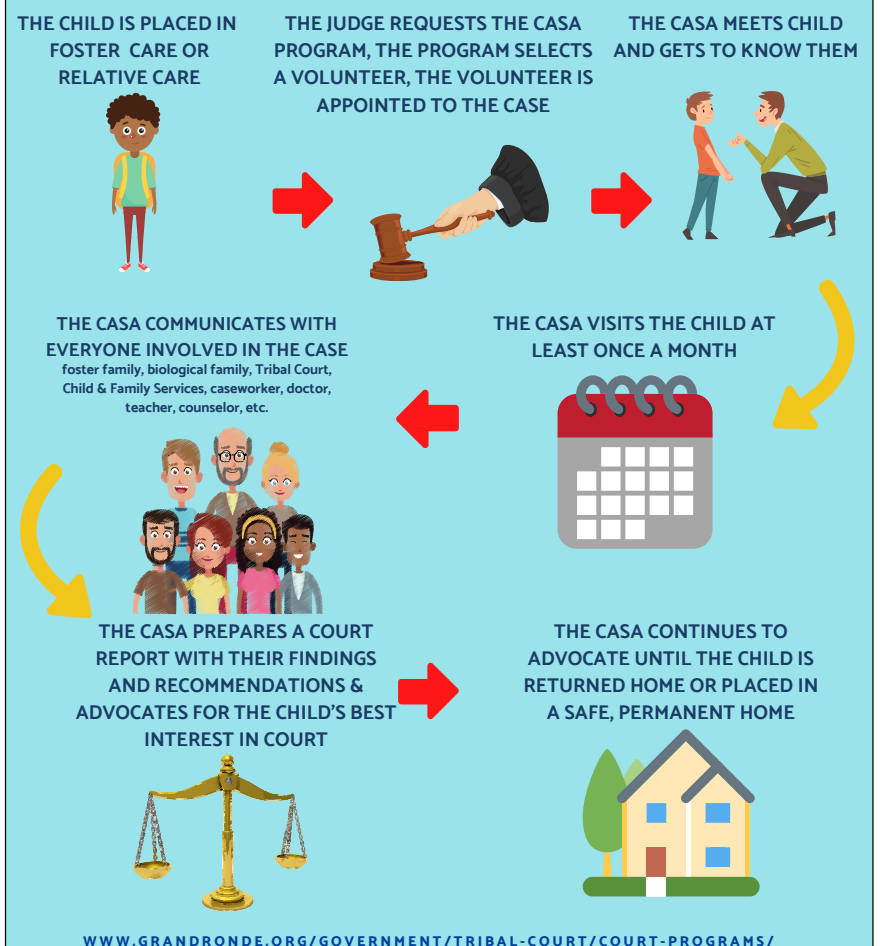 THE CHILD IS PLACED IN
FOSTER CARE OR
RELATIVE CARE
THE JUDGE REQUESTS THE CASA
PROGRAM, THE PROGRAM SELECTS
A VOLUNTEER, THE VOLUNTEER IS
APPOINTED TO THE CASE
THE CASA MEETS CHILD
AND GETS TO KNOW THEM
THE CASA VISITS THE CHILD AT
LEAST ONCE A MONTH
THE CASA COMMUNICATES WITH
EVERYONE INVOLVED IN THE CASE
foster family, biological family, Tribal Court,
Child & Family Services, caseworker, doctor,
teacher, counselor, etc.
THE CASA PREPARES A COURT
REPORT WITH THEIR FINDINGS
AND RECOMMENDATIONS &
ADVOCATES FOR THE CHILD'S BEST
INTEREST IN COURT
THE CASA CONTINUES TO
ADVOCATE UNTIL THE CHILD IS
RETURNED HOME OR PLACED IN
A SAFE, PERMANENT HOME
WWW.GRANDRONDE.ORG/GOVERNMENT/TRIBAL-COURT/COURT-PROGRAMS/